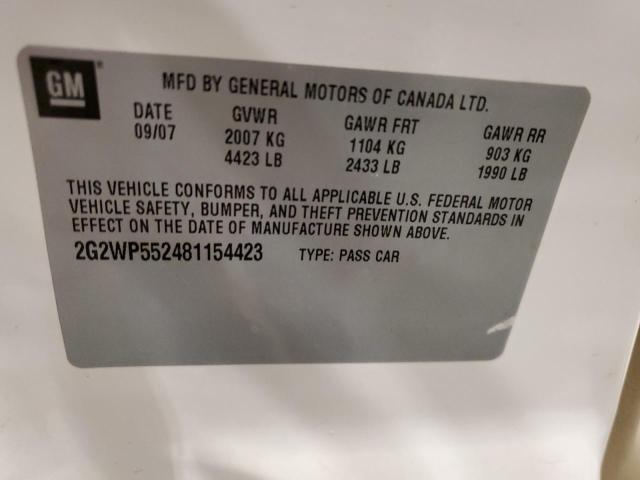 GM
MFD BY GENERAL MOTORS OF CANADA LTD.
DATE GVWR GAWR FRT GAWR RR
09/07 2007 KG 1104 KG 903 KG
4423 LB 2433 LB 1990 LB
THIS VEHICLE CONFORMS TO ALL APPLICABLE U.S. FEDERAL MOTOR
VEHICLE SAFETY, BUMPER, AND THEFT PREVENTION STANDARDS IN
EFFECT ON THE DATE OF MANUFACTURE SHOWN ABOVE.
2G2WP552481154423 TYPE: PASS CAR